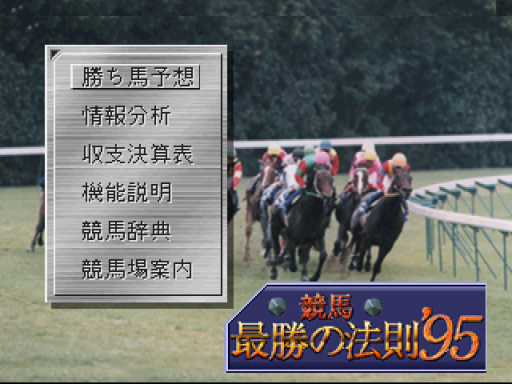 勝ち馬予想
情報分析
収支決算表
機能説明
競馬辞典
競馬場案内
競馬
最勝の法則'95